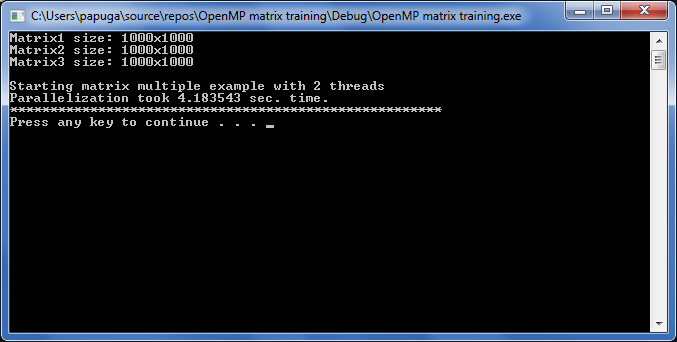 C:\Users\papuga\source\repos\OpenMP matrix training\Debug\OpenMP matrix training.exe
Matrix1 size: 1000x1000
Matrix2 size: 1000x1000
Matrix3 size: 1000x1000
Starting matrix multiple example with 2 threads
Parallelization took 4.183543 sec. time.
******************************************************
Press any key to continue . . . _